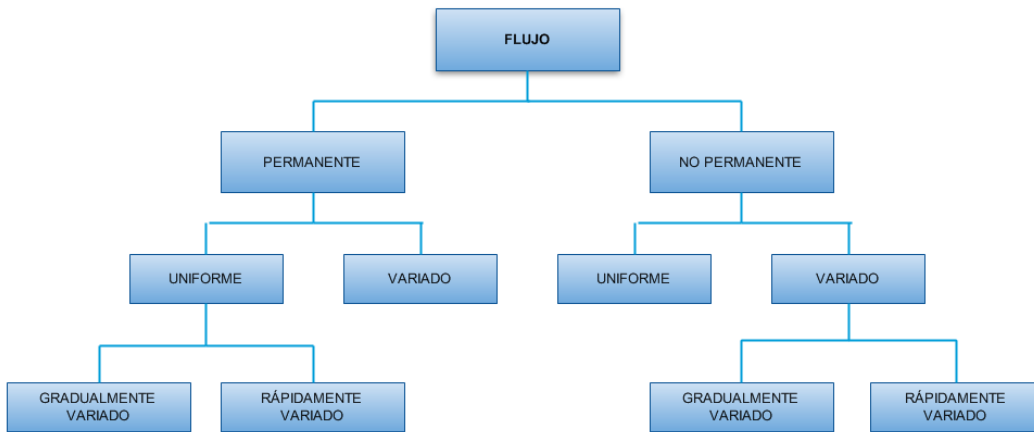 FLUJO
PERMANENTE
NO PERMANENTE
UNIFORME
VARIADO
UNIFORME
VARIADO
GRADUALMENTE
VARIADO
RÁPIDAMENTE
VARIADO
GRADUALMENTE
VARIADO
RÁPIDAMENTE
VARIADO